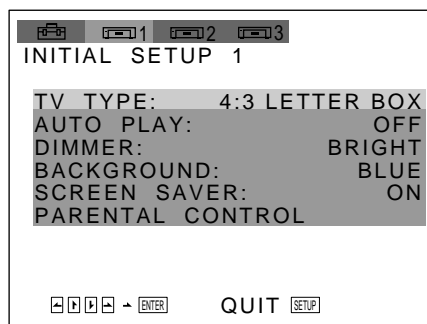 1 2 3
INITIAL SETUP 1
TV TYPE: 4:3 LETTER BOX
AUTO PLAY: OFF
DIMMER: BRIGHT
BACKGROUND: BLUE
SCREEN SAVER: ON
PARENTAL CONTROL
ENTER QUIT SETUP